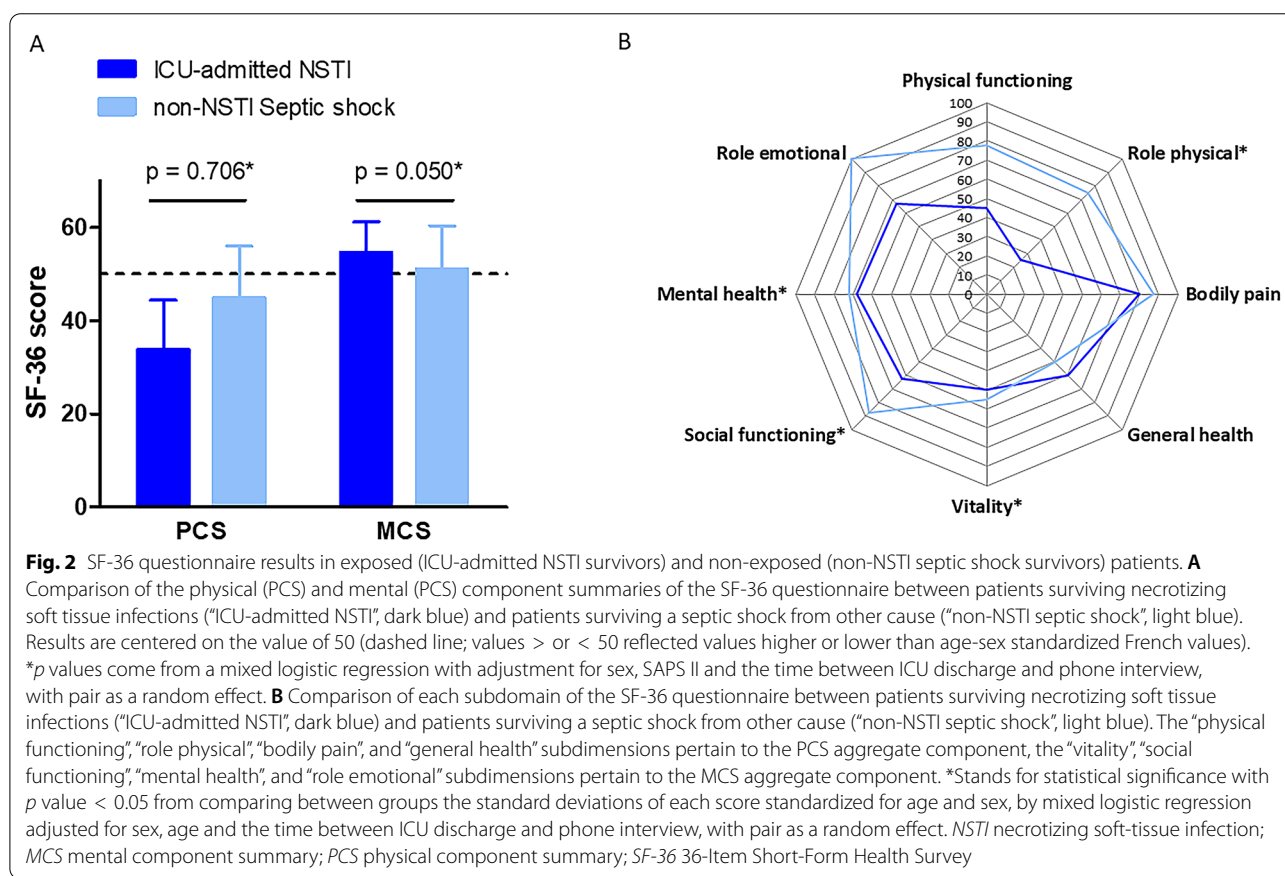 A
ICU-admitted NSTI
non-NSTI Septic shock
p = 0.706*
p = 0.050*
SF-36 score
60
40
20
0
PCS
MCS
B
Physical functioning
Role physical*
Bodily pain
General health
Vitality*
Social functioning*
Mental health*
Role emotional
100
90
80
70
60
50
40
30
20
10
0
Fig. 2 SF-36 questionnaire results in exposed (ICU-admitted NSTI survivors) and non-exposed (non-NSTI septic shock survivors) patients. A
Comparison of the physical (PCS) and mental (PCS) component summaries of the SF-36 questionnaire between patients surviving necrotizing
soft tissue infections (“ICU-admitted NSTI”, dark blue) and patients surviving a septic shock from other cause (“non-NSTI septic shock”, light blue).
Results are centered on the value of 50 (dashed line; values > or < 50 reflected values higher or lower than age-sex standardized French values).
*p values come from a mixed logistic regression with adjustment for sex, SAPS II and the time between ICU discharge and phone interview,
with pair as a random effect. B Comparison of each subdomain of the SF-36 questionnaire between patients surviving necrotizing soft tissue
infections (“ICU-admitted NSTI”, dark blue) and patients surviving a septic shock from other cause (“non-NSTI septic shock”, light blue). The “physical
functioning”, “role physical”, “bodily pain”, and “general health” subdimensions pertain to the PCS aggregate component, the “vitality”, “social
functioning”, “mental health”, and “role emotional” subdimensions pertain to the MCS aggregate component. *Stands for statistical significance with
p value < 0.05 from comparing between groups the standard deviations of each score standardized for age and sex, by mixed logistic regression
adjusted for sex, age and the time between ICU discharge and phone interview, with pair as a random effect. NSTI necrotizing soft-tissue infection;
MCS mental component summary; PCS physical component summary; SF-36 36-Item Short-Form Health Survey